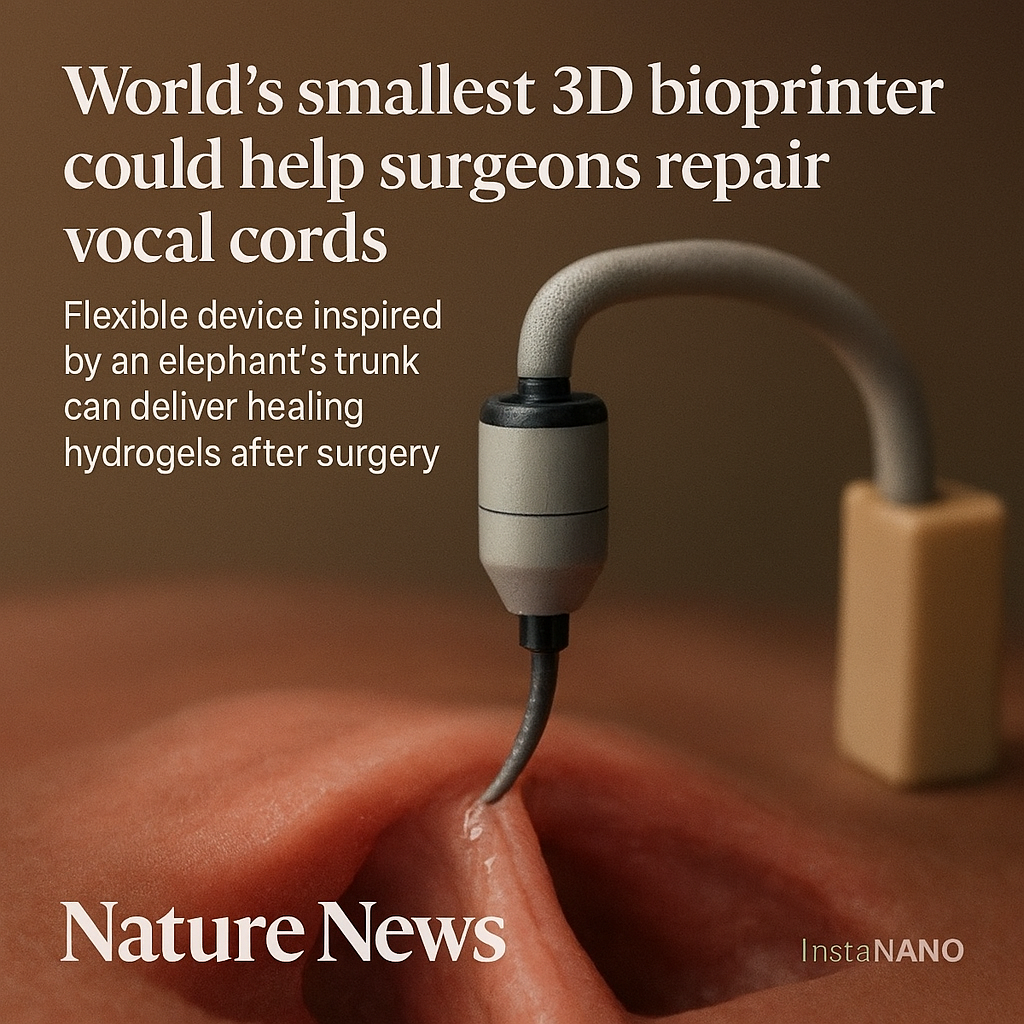 World’s smallest 3D bioprinter
could help surgeons repair
vocal cords
Flexible device inspired
by an elephant's trunk
can deliver healing
hydrogels after surgery
Nature News
InstaNANO